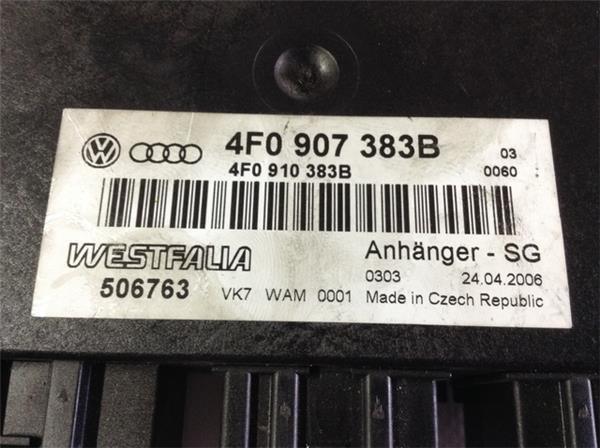 4F0 907 383B 03
4F0 910 383B 0060
WESTFALIA Anhänger - SG
0303 24.04.2006
506763 VK7 WAM 0001 Made in Czech Republic